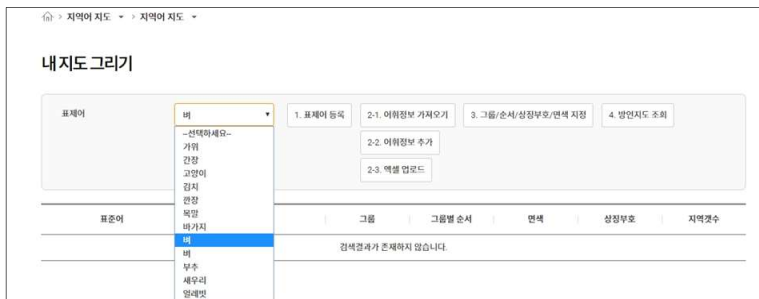 > 지역어 지도 > 지역어 지도
내 지도 그리기
표제어 벼 1. 표제어 등록 2-1. 어휘정보 가져오기 3. 그룹/순서/상징부호/면색 지정 4. 방언지도 조회
2-2. 어휘정보 추가
2-3. 엑셀 업로드
--선택하세요--
가위
간장
고양이
김치
깐장
목말
바가지
벼
벼
부추
새우리
얼레빗
표준어 그룹 그룹별 순서 면색 상징부호 지역갯수
검색결과가 존재하지 않습니다.